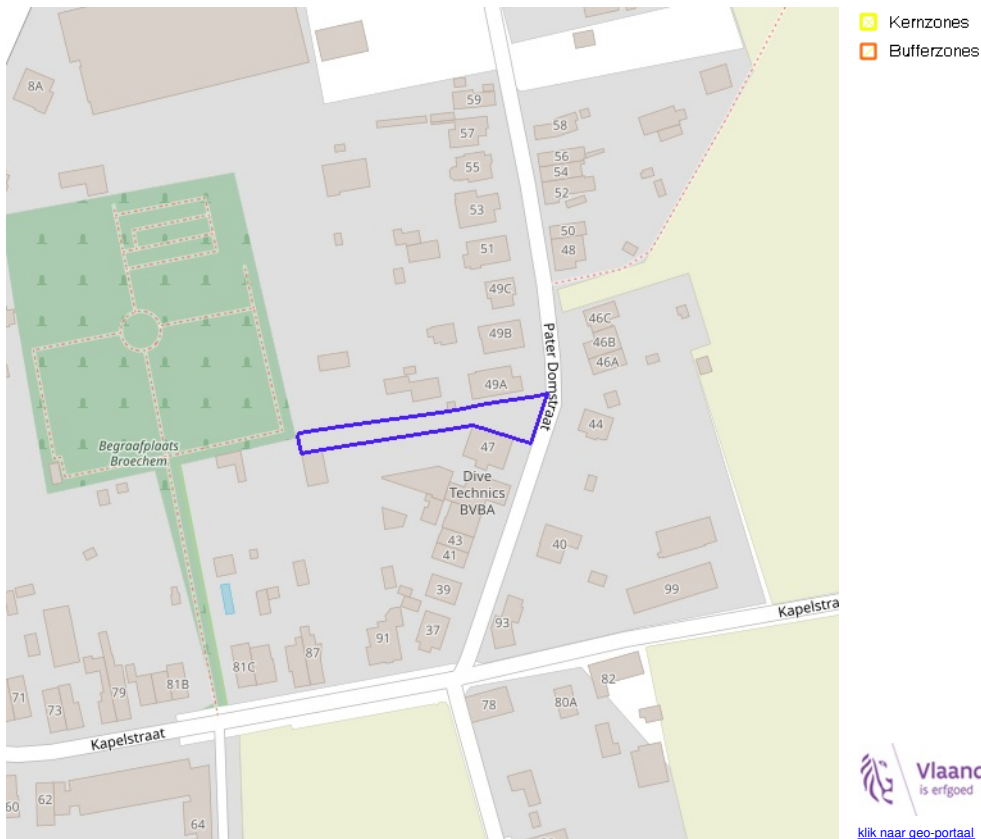 Kernzones
Bufferzones
8A
59
57
58
55
56
54
52
53
50
51
48
49C
46C
49B
46B
46A
Pater Domstraat
49A
44
Begraafplaats
Broechem
47
Dive
Technics
BVBA
43
41
40
39
99
Kapelstra
37
93
91
81C
87
82
71
73
79
81B
78
80A
Kapelstraat
60
62
64
Vlaand
is erfgoed
klik naar geo-portaal